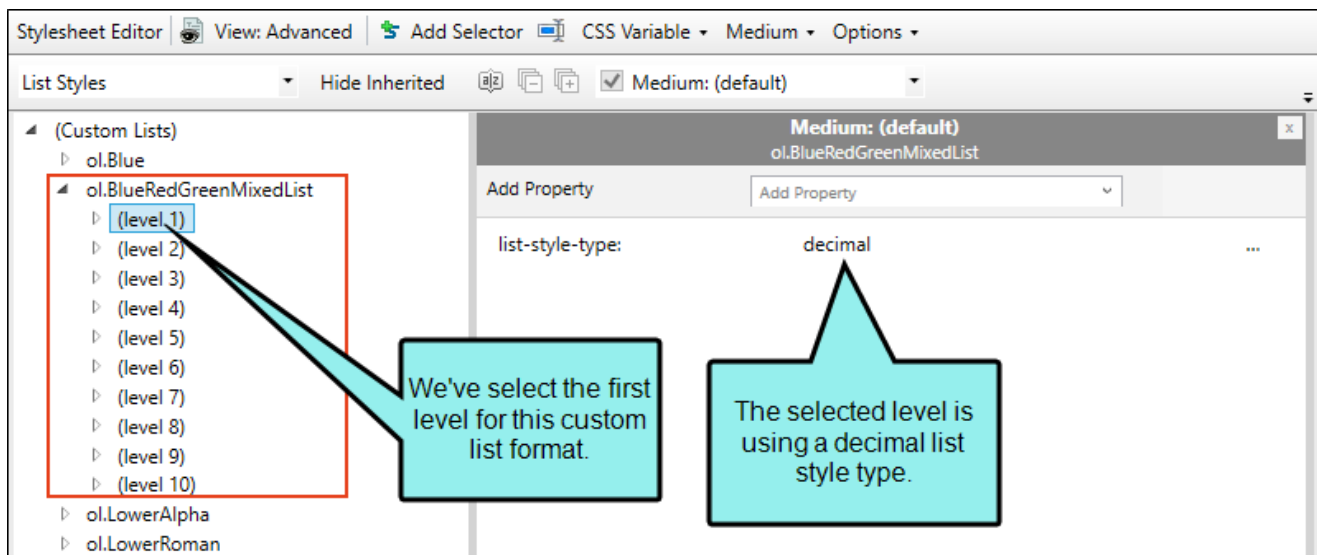 Stylesheet Editor View: Advanced Add Selector CSS Variable Medium Options
List Styles Hide Inherited Medium: (default)
(Custom Lists)
ol.Blue
ol.BlueRedGreenMixedList
(level 1)
(level 2)
(level 3)
(level 4)
(level 5)
(level 6)
(level 7)
(level 8)
(level 9)
(level 10)
ol.LowerAlpha
ol.LowerRoman
Medium: (default)
x
ol.BlueRedGreenMixedList
Add Property Add Property
list-style-type: decimal ...
We've select the first
level for this custom
list format.
The selected level is
using a decimal list
style type.